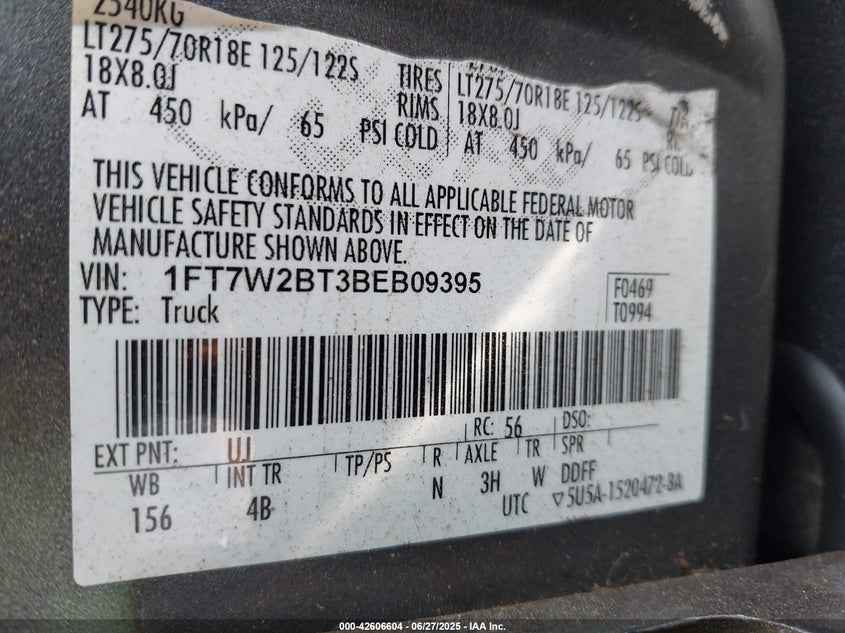 2540KG
LT275/70R18E 125/122S TIRES LT275/70R18E 125/122S
18X8.0J RIMS 18X8.0J
AT 450 kPa/ 65 PSI COLD AT 450 kPa/ 65 PSI COLD
THIS VEHICLE CONFORMS TO ALL APPLICABLE FEDERAL MOTOR
VEHICLE SAFETY STANDARDS IN EFFECT ON THE DATE OF
MANUFACTURE SHOWN ABOVE.
VIN: 1FT7W2BT3BEB09395 F0469
TYPE: Truck T0994
RC: 56 DSO:
EXT PNT: UJ
WB INT TR TP/PS R AXLE TR SPR
156 4B N 3H W DDFF
UTC ▽5U5A-1520472-BA
000-42606604 / 06/27/2025 - IAA Inc.